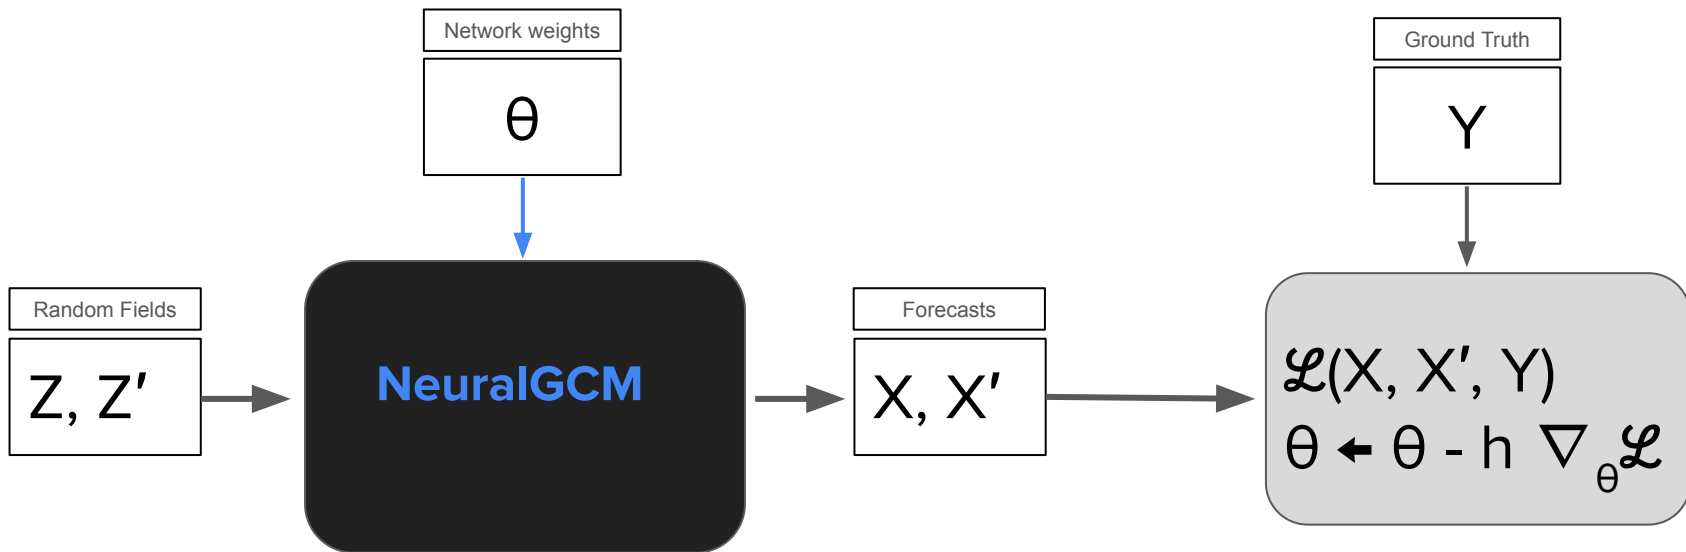 Network weights
θ
Ground Truth
Y
Random Fields
Z, Z′
NeuralGCM
Forecasts
X, X′
ℒ(X, X′, Y)
θ ← θ - h ∇θℒ